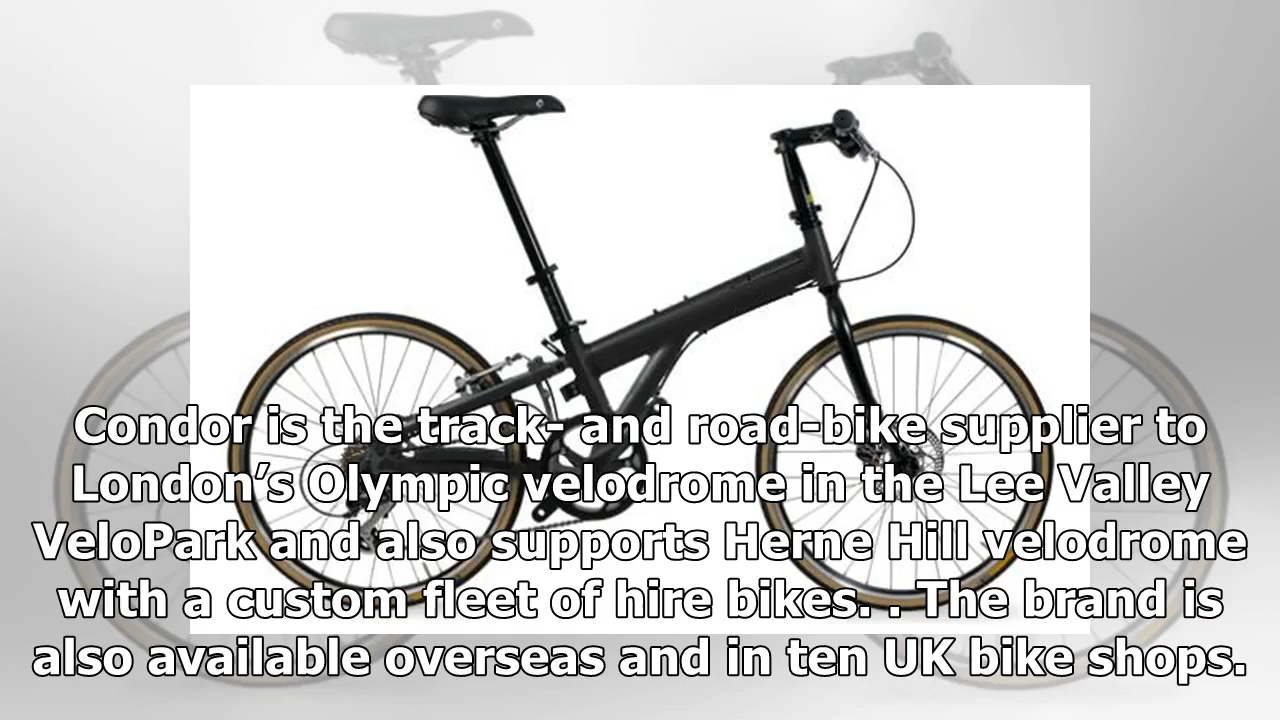 Condor is the track- and road-bike supplier to
London’s Olympic velodrome in the Lee Valley
VeloPark and also supports Herne Hill velodrome
with a custom fleet of hire bikes. . The brand is
also available overseas and in ten UK bike shops.